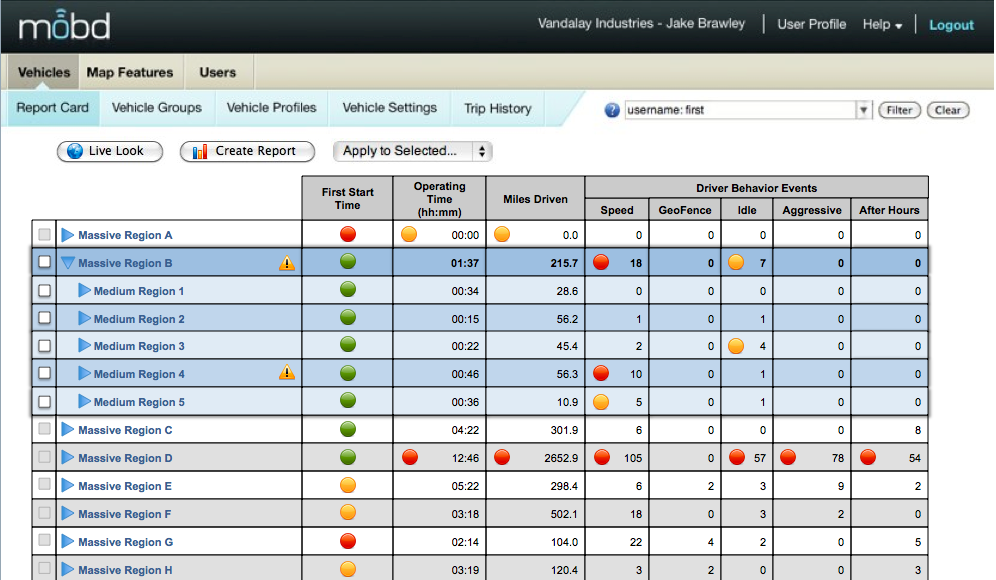 mobd
Vandalay Industries - Jake Brawley | User Profile Help | Logout
Vehicles Map Features Users
Report Card Vehicle Groups Vehicle Profiles Vehicle Settings Trip History ? username: first Filter Clear
Live Look Create Report Apply to Selected...
First Start Time Operating Time (hh:mm) Miles Driven Driver Behavior Events
Speed GeoFence Idle Aggressive After Hours
Massive Region A 00:00 0.0 0 0 0 0 0
Massive Region B 01:37 215.7 18 0 7 0 0
Medium Region 1 00:34 28.6 0 0 0 0 0
Medium Region 2 00:15 56.2 1 0 1 0 0
Medium Region 3 00:22 45.4 2 0 4 0 0
Medium Region 4 00:46 56.3 10 0 1 0 0
Medium Region 5 00:36 10.9 5 0 1 0 0
Massive Region C 04:22 301.9 6 0 0 0 8
Massive Region D 12:46 2652.9 105 0 57 78 54
Massive Region E 05:22 298.4 6 2 3 9 2
Massive Region F 03:18 502.1 18 0 3 2 0
Massive Region G 02:14 104.0 22 4 2 0 5
Massive Region H 03:19 120.4 3 2 0 0 3